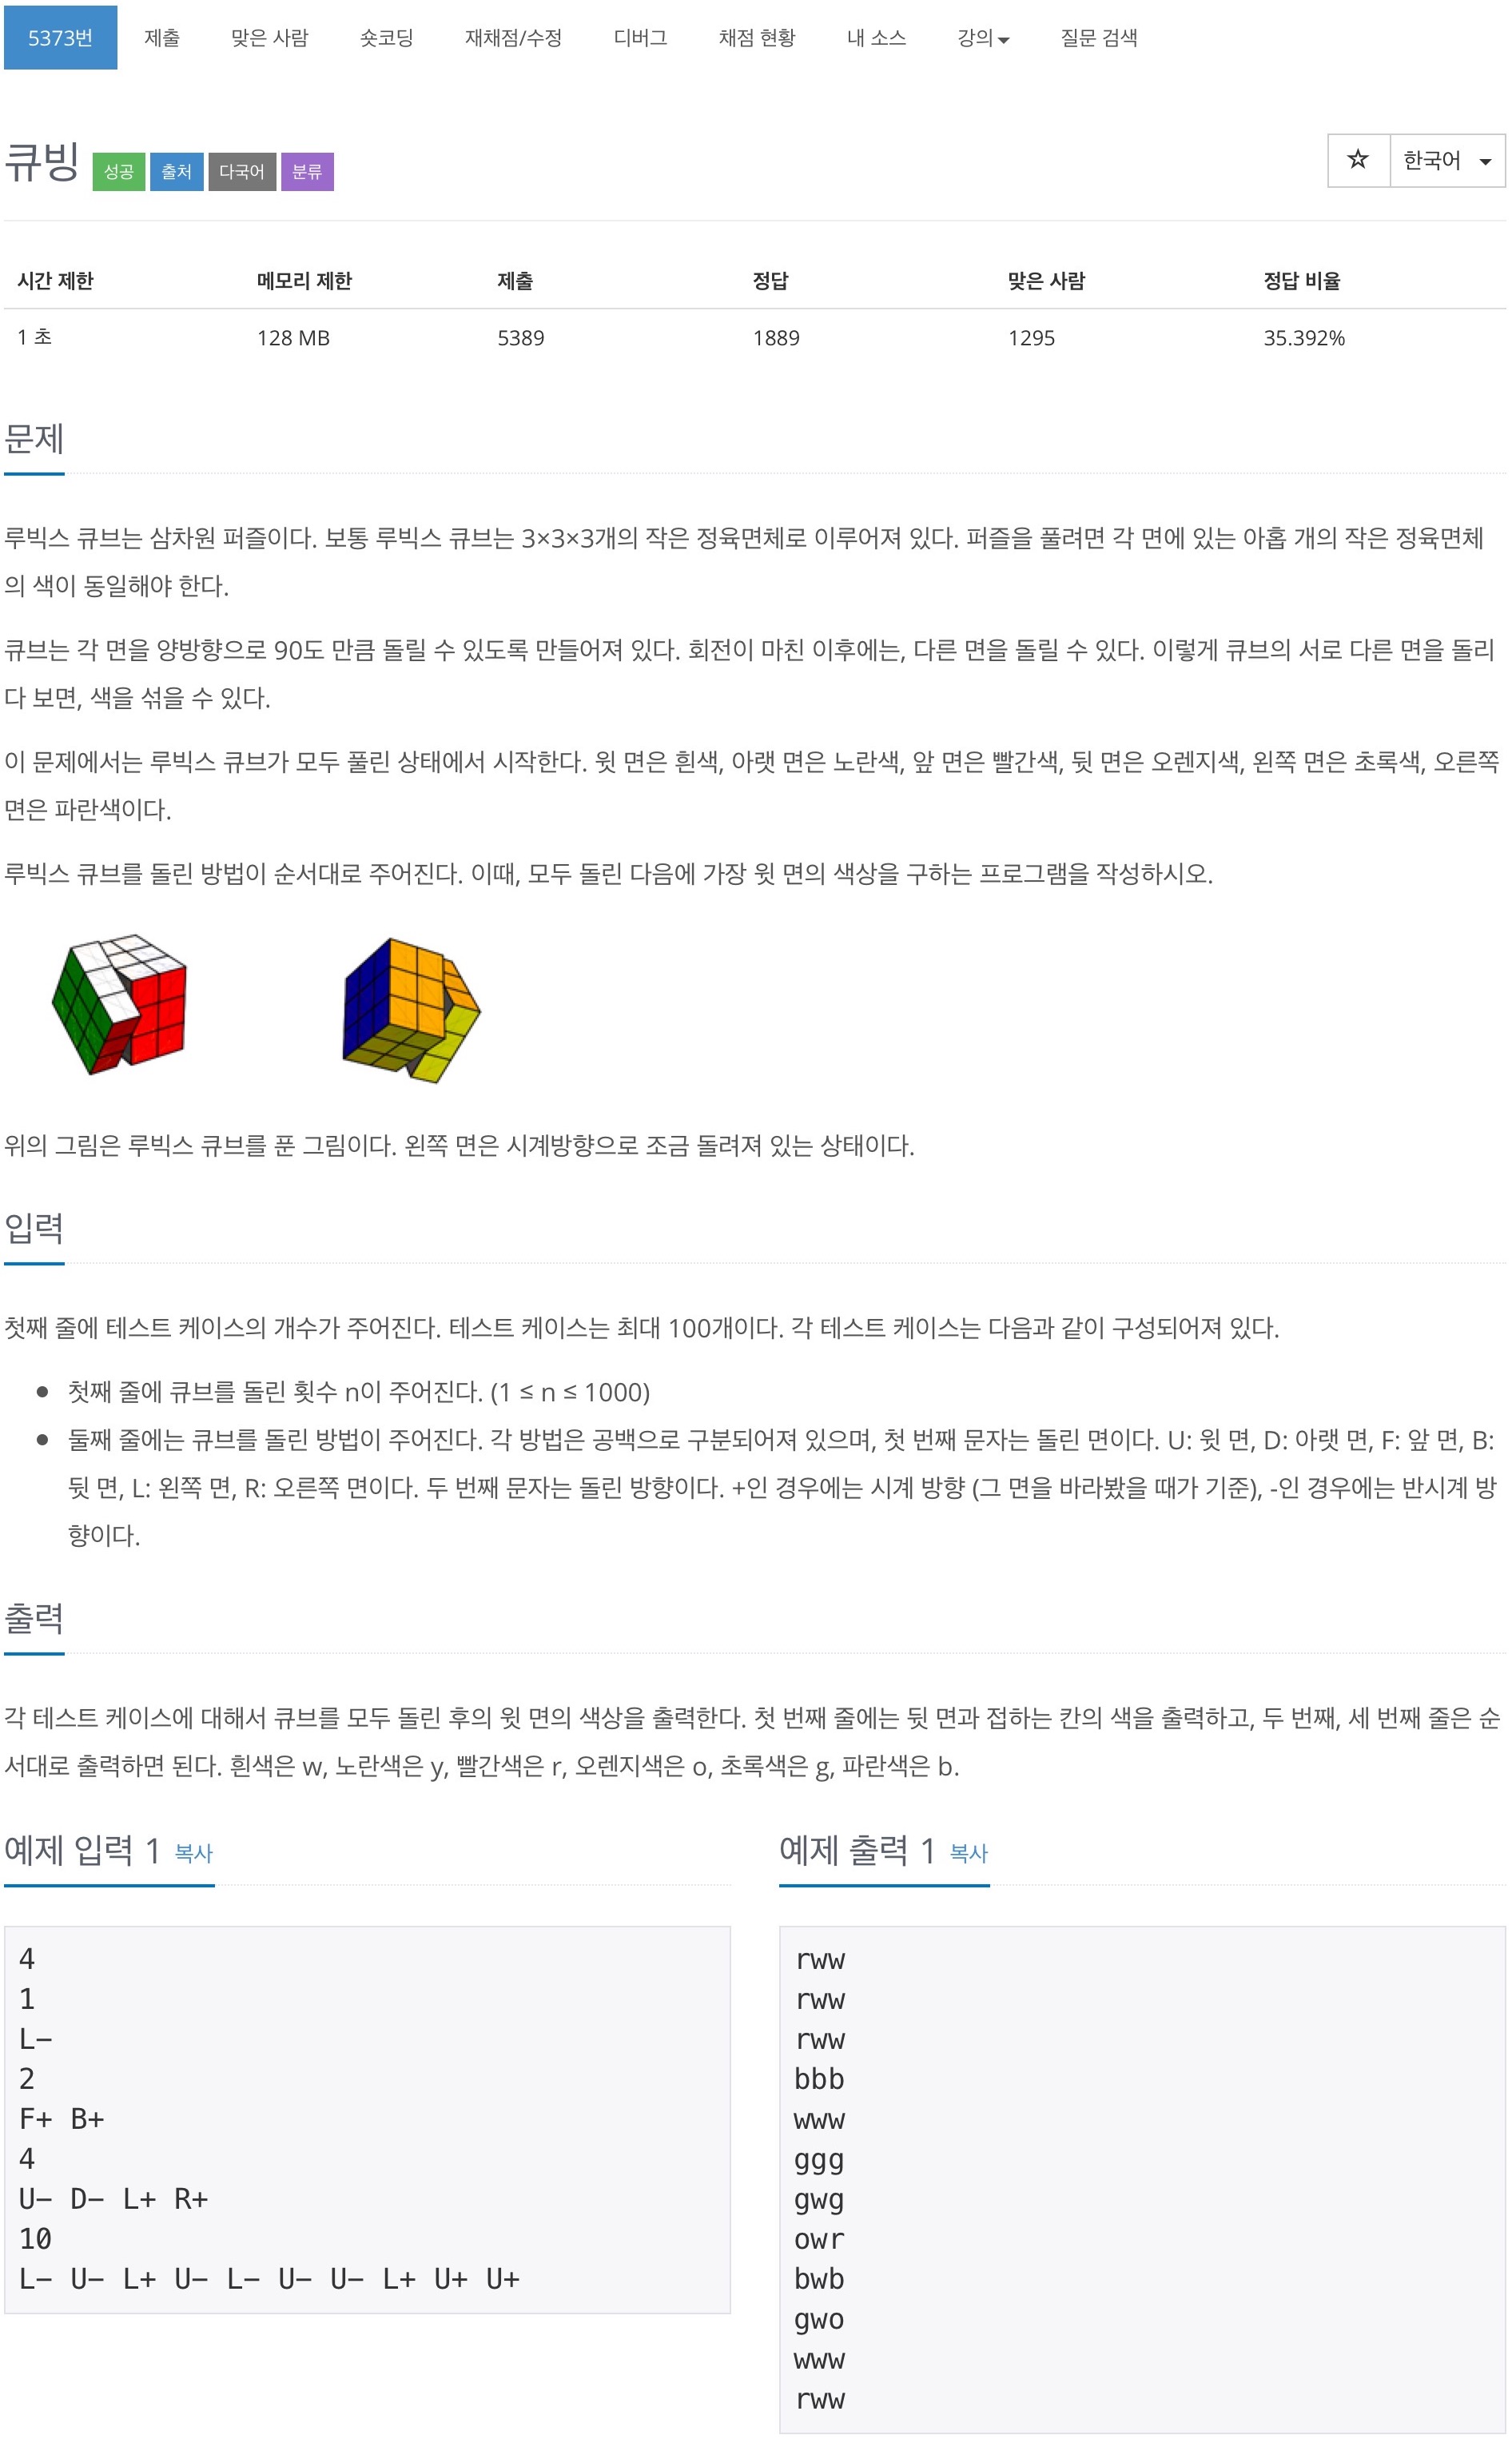 5373번 제출 맞은 사람 숏코딩 재채점/수정 디버그 채점 현황 내 소스 강의 질문 검색
큐빙 성공 출처 다국어 분류 한국어
시간 제한 메모리 제한 제출 정답 맞은 사람 정답 비율
1 초 128 MB 5389 1889 1295 35.392%
문제
루빅스 큐브는 삼차원 퍼즐이다. 보통 루빅스 큐브는 3×3×3개의 작은 정육면체로 이루어져 있다. 퍼즐을 풀려면 각 면에 있는 아홉 개의 작은 정육면체
의 색이 동일해야 한다.
큐브는 각 면을 양방향으로 90도 만큼 돌릴 수 있도록 만들어져 있다. 회전이 마친 이후에는, 다른 면을 돌릴 수 있다. 이렇게 큐브의 서로 다른 면을 돌리
다 보면, 색을 섞을 수 있다.
이 문제에서는 루빅스 큐브가 모두 풀린 상태에서 시작한다. 윗 면은 흰색, 아랫 면은 노란색, 앞 면은 빨간색, 뒷 면은 오렌지색, 왼쪽 면은 초록색, 오른쪽
면은 파란색이다.
루빅스 큐브를 돌린 방법이 순서대로 주어진다. 이때, 모두 돌린 다음에 가장 윗 면의 색상을 구하는 프로그램을 작성하시오.
위의 그림은 루빅스 큐브를 푼 그림이다. 왼쪽 면은 시계방향으로 조금 돌려져 있는 상태이다.
입력
첫째 줄에 테스트 케이스의 개수가 주어진다. 테스트 케이스는 최대 100개이다. 각 테스트 케이스는 다음과 같이 구성되어져 있다.
● 첫째 줄에 큐브를 돌린 횟수 n이 주어진다. (1 ≤ n ≤ 1000)
● 둘째 줄에는 큐브를 돌린 방법이 주어진다. 각 방법은 공백으로 구분되어져 있으며, 첫 번째 문자는 돌린 면이다. U: 윗 면, D: 아랫 면, F: 앞 면, B:
뒷 면, L: 왼쪽 면, R: 오른쪽 면이다. 두 번째 문자는 돌린 방향이다. +인 경우에는 시계 방향 (그 면을 바라봤을 때가 기준), -인 경우에는 반시계 방
향이다.
출력
각 테스트 케이스에 대해서 큐브를 모두 돌린 후의 윗 면의 색상을 출력한다. 첫 번째 줄에는 뒷 면과 접하는 칸의 색을 출력하고, 두 번째, 세 번째 줄은 순
서대로 출력하면 된다. 흰색은 w, 노란색은 y, 빨간색은 r, 오렌지색은 o, 초록색은 g, 파란색은 b.
예제 입력 1 복사
4
1
L-
2
F+ B+
4
U- D- L+ R+
10
L- U- L+ U- L- U- U- L+ U+ U+
예제 출력 1 복사
rww
rww
rww
bbb
www
ggg
gwg
owr
bwb
gwo
www
rww